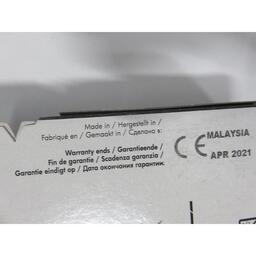 Made in / Hergestellt in /
Fabriqué en / Gemaakt in / Сделано в:
MALAYSIA
Warranty ends / Garantieende /
Fin de garantie / Scadenza garanzia /
Garantie eindigt op / Дата окончания гарантии:
CE
APR 2021